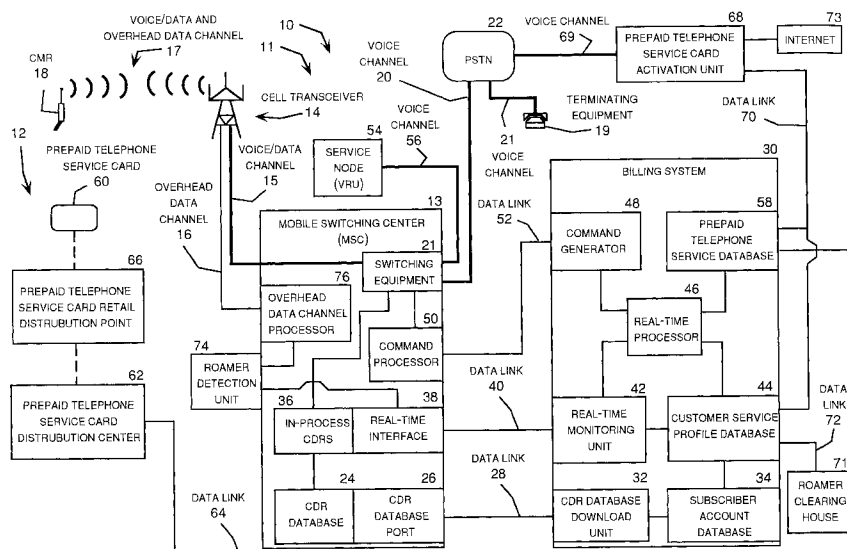 VOICE/DATA AND
OVERHEAD DATA CHANNEL
17
10
11
22
PSTN
VOICE CHANNEL
69
68
PREPAID TELEPHONE
SERVICE CARD
ACTIVATION UNIT
73
INTERNET
CMR
18
CELL TRANSCEIVER
14
VOICE
CHANNEL
20
TERMINATING
EQUIPMENT
19
21
VOICE
CHANNEL
DATA LINK
70
12
PREPAID TELEPHONE
SERVICE CARD
60
VOICE/DATA
CHANNEL
15
54
SERVICE
NODE
(VRU)
VOICE
CHANNEL
56
OVERHEAD
DATA
CHANNEL
16
13
MOBILE SWITCHING CENTER
(MSC)
21
SWITCHING
EQUIPMENT
DATA LINK
52
30
BILLING SYSTEM
48
COMMAND
GENERATOR
58
PREPAID
TELEPHONE
SERVICE DATABASE
66
PREPAID TELEPHONE
SERVICE CARD RETAIL
DISTRUBUTION POINT
76
OVERHEAD
DATA CHANNEL
PROCESSOR
50
COMMAND
PROCESSOR
46
REAL-TIME
PROCESSOR
74
ROAMER
DETECTION
UNIT
62
PREPAID TELEPHONE
SERVICE CARD
DISTRUBUTION CENTER
36
IN-PROCESS
CDRS
38
REAL-TIME
INTERFACE
DATA LINK
40
42
REAL-TIME
MONITORING
UNIT
44
CUSTOMER SERVICE
PROFILE DATABASE
DATA
LINK
72
DATA LINK
64
24
CDR
DATABASE
26
CDR
DATABASE
PORT
DATA LINK
28
32
CDR DATABASE
DOWNLOAD
UNIT
34
SUBSCRIBER
ACCOUNT
DATABASE
71
ROAMER
CLEARING
HOUSE